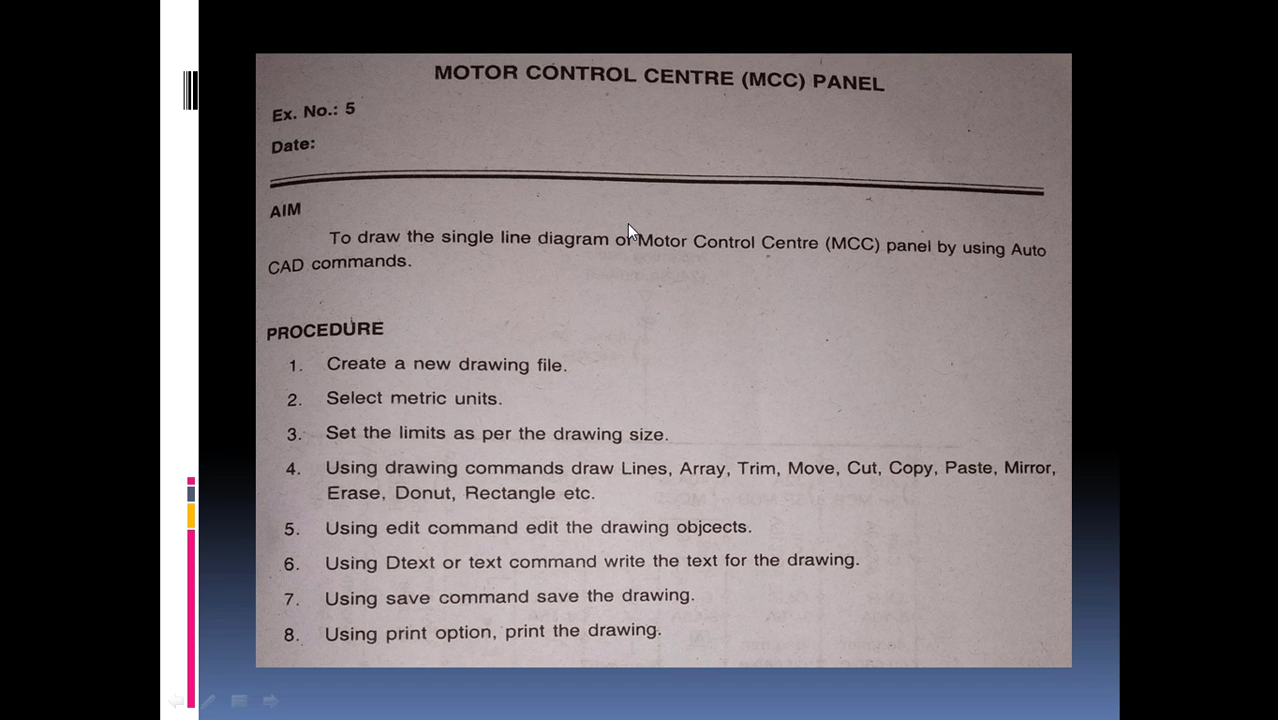 MOTOR CONTROL CENTRE (MCC) PANEL
Ex. No.: 5
Date:
AIM
To draw the single line diagram of Motor Control Centre (MCC) panel by using Auto
CAD commands.
PROCEDURE
1. Create a new drawing file.
2. Select metric units.
3. Set the limits as per the drawing size.
4. Using drawing commands draw Lines, Array, Trim, Move, Cut, Copy, Paste, Mirror,
Erase, Donut, Rectangle etc.
5. Using edit command edit the drawing objcects.
6. Using Dtext or text command write the text for the drawing.
7. Using save command save the drawing.
8. Using print option, print the drawing.